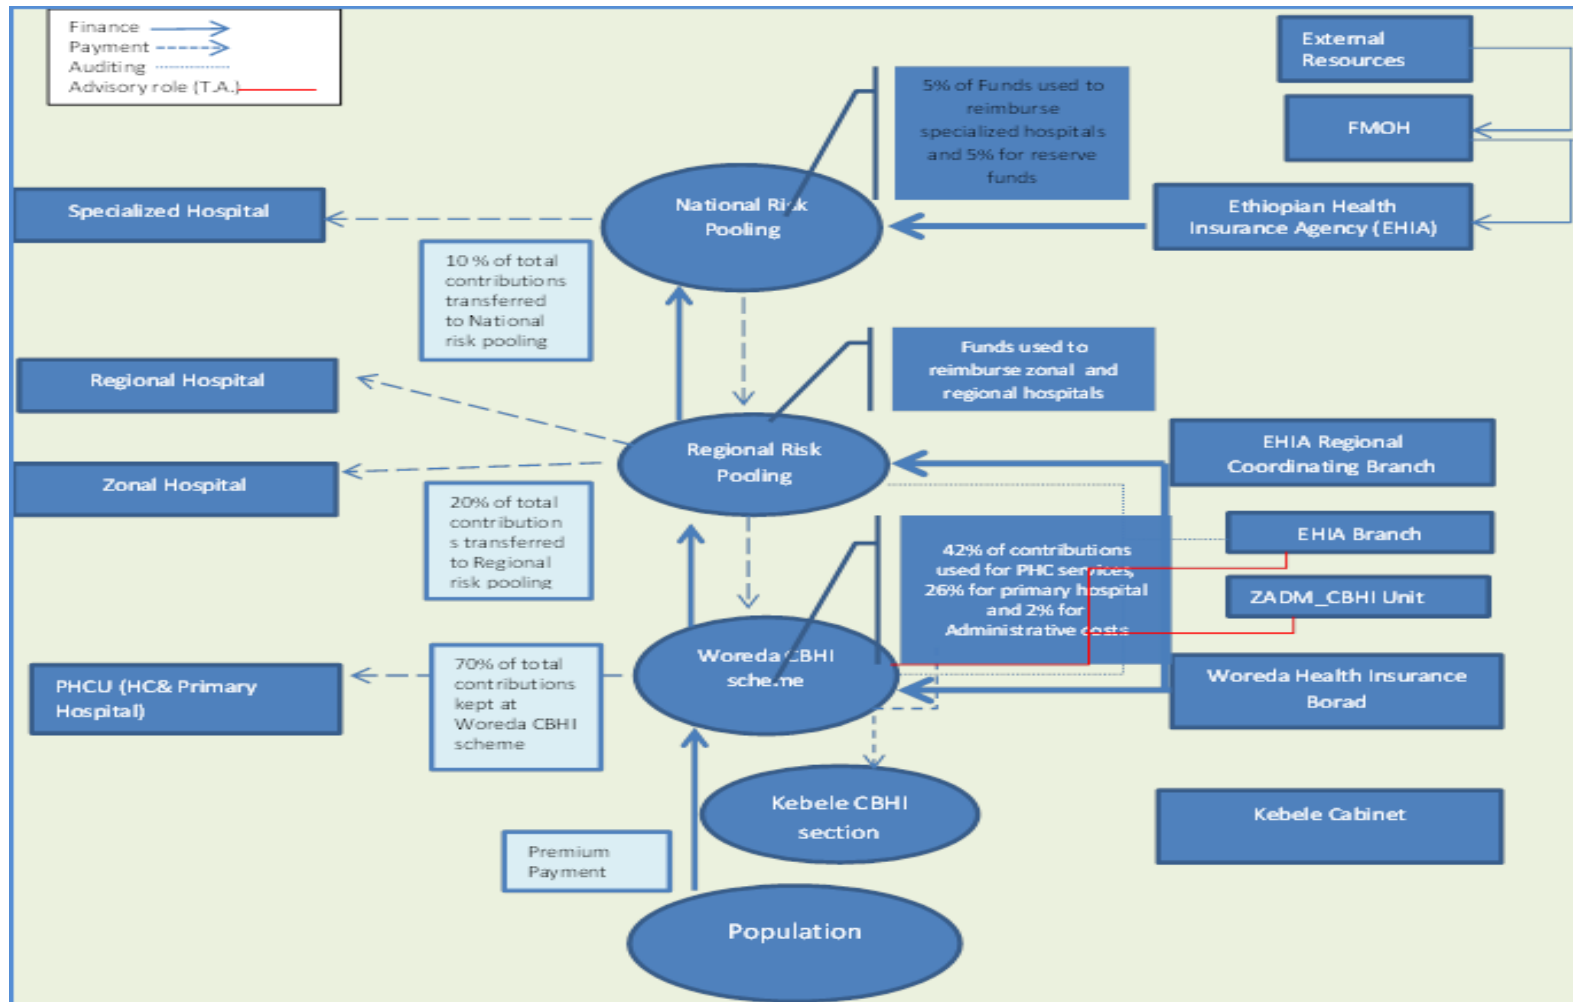 Finance
Payment
Auditing
Advisory role (T.A.)
External
Resources
FMOH
5% of Funds used to
reimburse
specialized hospitals
and 5% for reserve
funds
National Risk
Pooling
Specialized Hospital
Ethiopian Health
Insurance Agency (EHIA)
10 % of total
contributions
transferred
to National
risk pooling
Funds used to
reimburse zonal and
regional hospitals
Regional Hospital
Regional Risk
Pooling
EHIA Regional
Coordinating Branch
Zonal Hospital
20% of total
contribution
s transferred
to Regional
risk pooling
42% of contributions
used for PHC services,
26% for primary hospital
and 2% for
Administrative costs
EHIA Branch
ZADM_CBHI Unit
Woreda CBHI
scheme
PHCU (HC& Primary
Hospital)
70% of total
contributions
kept at
Woreda CBHI
scheme
Woreda Health Insurance
Borad
Kebele CBHI
section
Kebele Cabinet
Premium
Payment
Population